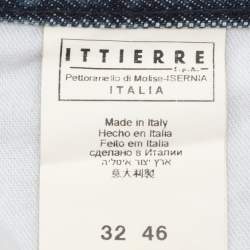 ITTIERRE
S.p.A.
Pettoranello di Molise-ISERNIA
ITALIA
Made in Italy
Hecho en Italia
Feito em Italia
сделано в Италии
ארץ יצור איטליה
意大利製
32 46